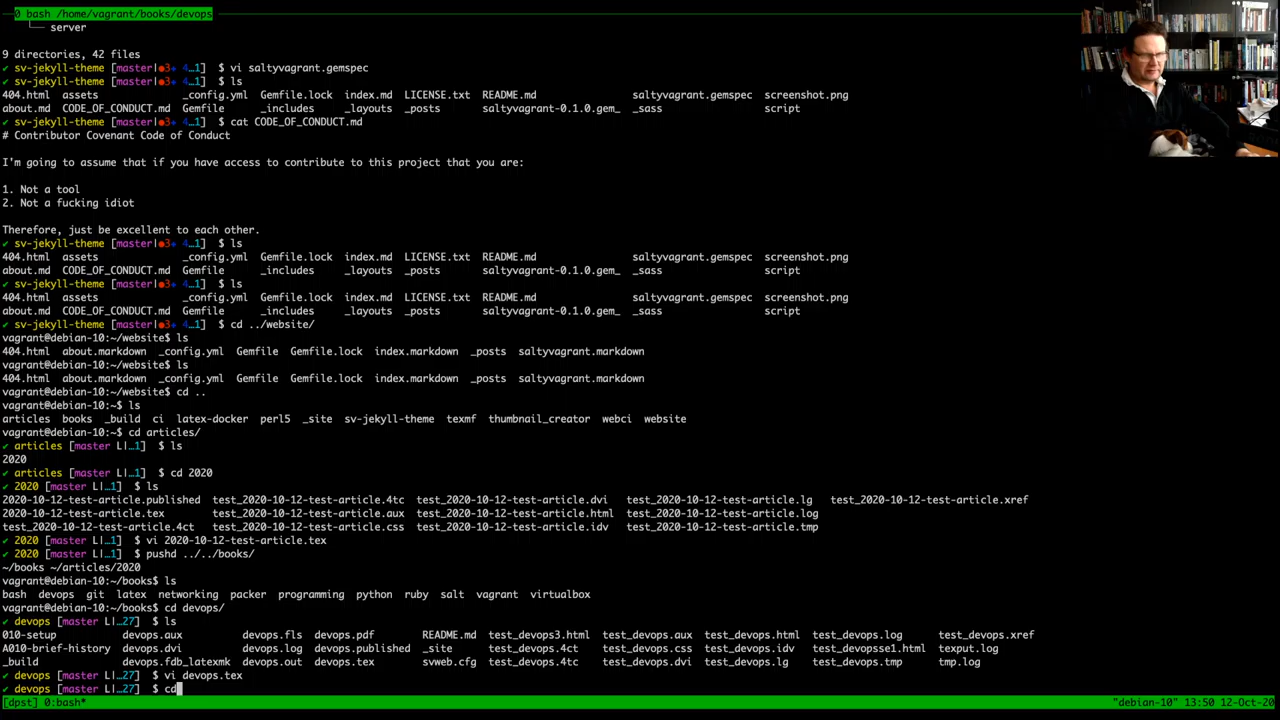 0 bash /home/vagrant/books/devops
└── server
9 directories, 42 files
✔ sv-jekyll-theme [master|●3✚ 4…1] $ vi saltyvagrant.gemspec
✔ sv-jekyll-theme [master|●3✚ 4…1] $ ls
404.html assets _config.yml Gemfile.lock index.md LICENSE.txt README.md saltyvagrant.gemspec screenshot.png
about.md CODE_OF_CONDUCT.md Gemfile _includes _layouts _posts saltyvagrant-0.1.0.gem_ _sass script
✔ sv-jekyll-theme [master|●3✚ 4…1] $ cat CODE_OF_CONDUCT.md
# Contributor Covenant Code of Conduct
I'm going to assume that if you have access to contribute to this project that you are:
1. Not a tool
2. Not a fucking idiot
Therefore, just be excellent to each other.
✔ sv-jekyll-theme [master|●3✚ 4…1] $ ls
404.html assets _config.yml Gemfile.lock index.md LICENSE.txt README.md saltyvagrant.gemspec screenshot.png
about.md CODE_OF_CONDUCT.md Gemfile _includes _layouts _posts saltyvagrant-0.1.0.gem_ _sass script
✔ sv-jekyll-theme [master|●3✚ 4…1] $ ls
404.html assets _config.yml Gemfile.lock index.md LICENSE.txt README.md saltyvagrant.gemspec screenshot.png
about.md CODE_OF_CONDUCT.md Gemfile _includes _layouts _posts saltyvagrant-0.1.0.gem_ _sass script
✔ sv-jekyll-theme [master|●3✚ 4…1] $ cd ../website/
vagrant@debian-10:~/website$ ls
404.html about.markdown _config.yml Gemfile Gemfile.lock index.markdown _posts saltyvagrant.markdown
vagrant@debian-10:~/website$ ls
404.html about.markdown _config.yml Gemfile Gemfile.lock index.markdown _posts saltyvagrant.markdown
vagrant@debian-10:~/website$ cd ..
vagrant@debian-10:~$ ls
articles books _build ci latex-docker perl5 _site sv-jekyll-theme texmf thumbnail_creator webci website
vagrant@debian-10:~$ cd articles/
✔ articles [master L|…1] $ ls
2020
✔ articles [master L|…1] $ cd 2020
✔ 2020 [master L|…1] $ ls
2020-10-12-test-article.published test_2020-10-12-test-article.4tc test_2020-10-12-test-article.dvi test_2020-10-12-test-article.lg test_2020-10-12-test-article.xref
2020-10-12-test-article.tex test_2020-10-12-test-article.aux test_2020-10-12-test-article.html test_2020-10-12-test-article.log
test_2020-10-12-test-article.4ct test_2020-10-12-test-article.css test_2020-10-12-test-article.idv test_2020-10-12-test-article.tmp
✔ 2020 [master L|…1] $ vi 2020-10-12-test-article.tex
✔ 2020 [master L|…1] $ pushd ../../books/
~/books ~/articles/2020
vagrant@debian-10:~/books$ ls
bash devops git latex networking packer programming python ruby salt vagrant virtualbox
vagrant@debian-10:~/books$ cd devops/
✔ devops [master L|…27] $ ls
010-setup devops.aux devops.fls devops.pdf README.md test_devops3.html test_devops.aux test_devops.html test_devops.log test_devops.xref
A010-brief-history devops.dvi devops.log devops.published _site test_devops.4ct test_devops.css test_devops.idv test_devopsse1.html texput.log
_build devops.fdb_latexmk devops.out devops.tex svweb.cfg test_devops.4tc test_devops.dvi test_devops.lg test_devops.tmp tmp.log
✔ devops [master L|…27] $ vi devops.tex
✔ devops [master L|…27] $ cd
[dpst] 0:bash* "debian-10" 13:50 12-Oct-20